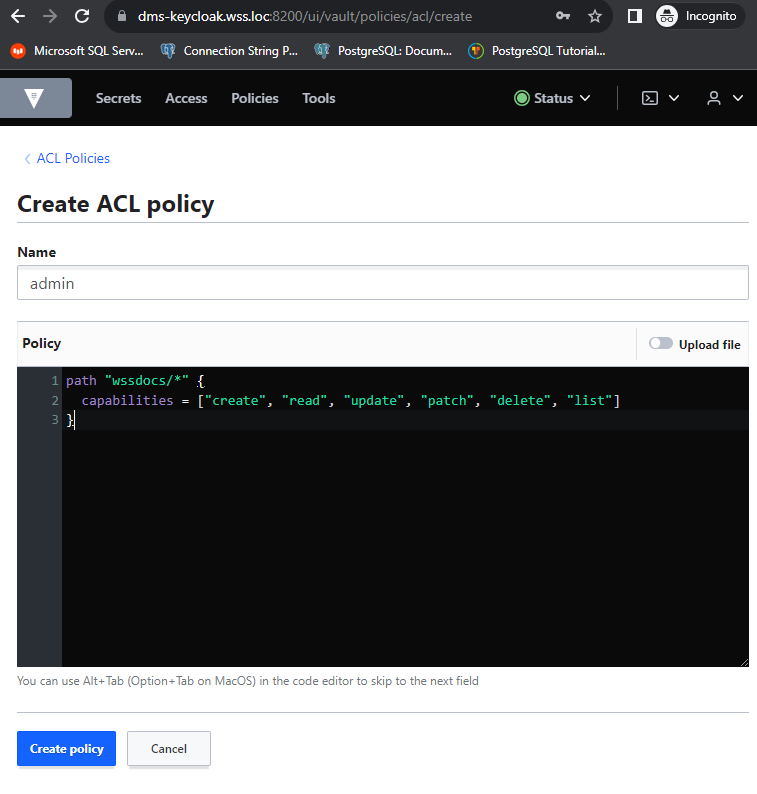 dms-keycloak.wss.loc:8200/ui/vault/policies/acl/create
Incognito
Microsoft SQL Serv...
Connection String P...
PostgreSQL: Docum...
PostgreSQL Tutorial...
Secrets
Access
Policies
Tools
Status
ACL Policies
Create ACL policy
Name
admin
Policy
Upload file
1 path "wssdocs/*" {
2   capabilities = ["create", "read", "update", "patch", "delete", "list"]
3 }
You can use Alt+Tab (Option+Tab on MacOS) in the code editor to skip to the next field
Create policy
Cancel